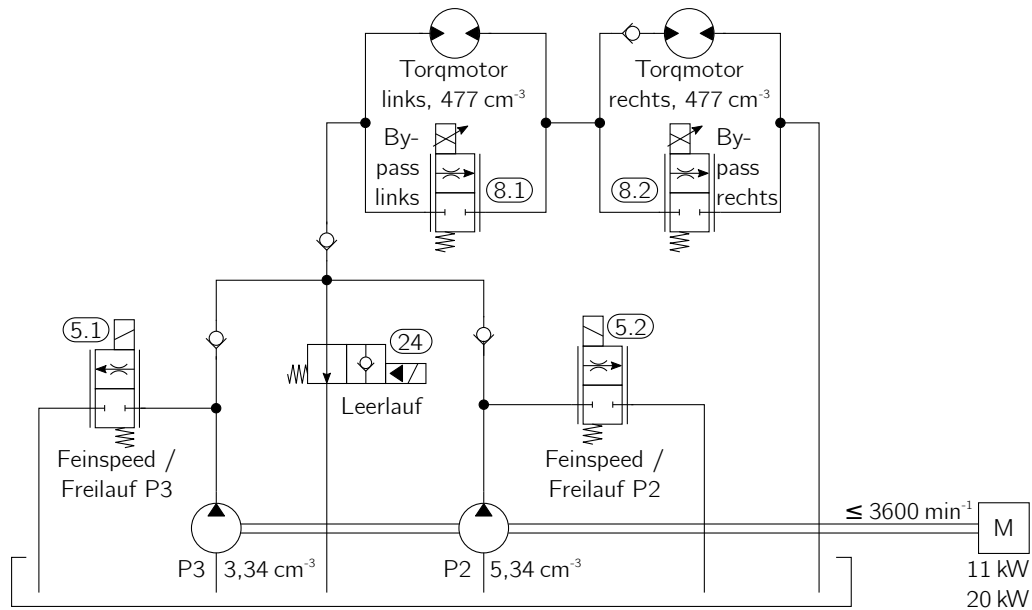 Torqmotor
links, 477 cm-3
Torqmotor
rechts, 477 cm-3
By-
pass
links
8.1
8.2
By-
pass
rechts
5.1
24
Leerlauf
5.2
Feinspeed /
Freilauf P3
Feinspeed /
Freilauf P2
≤ 3600 min-1
M
P3 3,34 cm-3
P2 5,34 cm-3
11 kW
20 kW